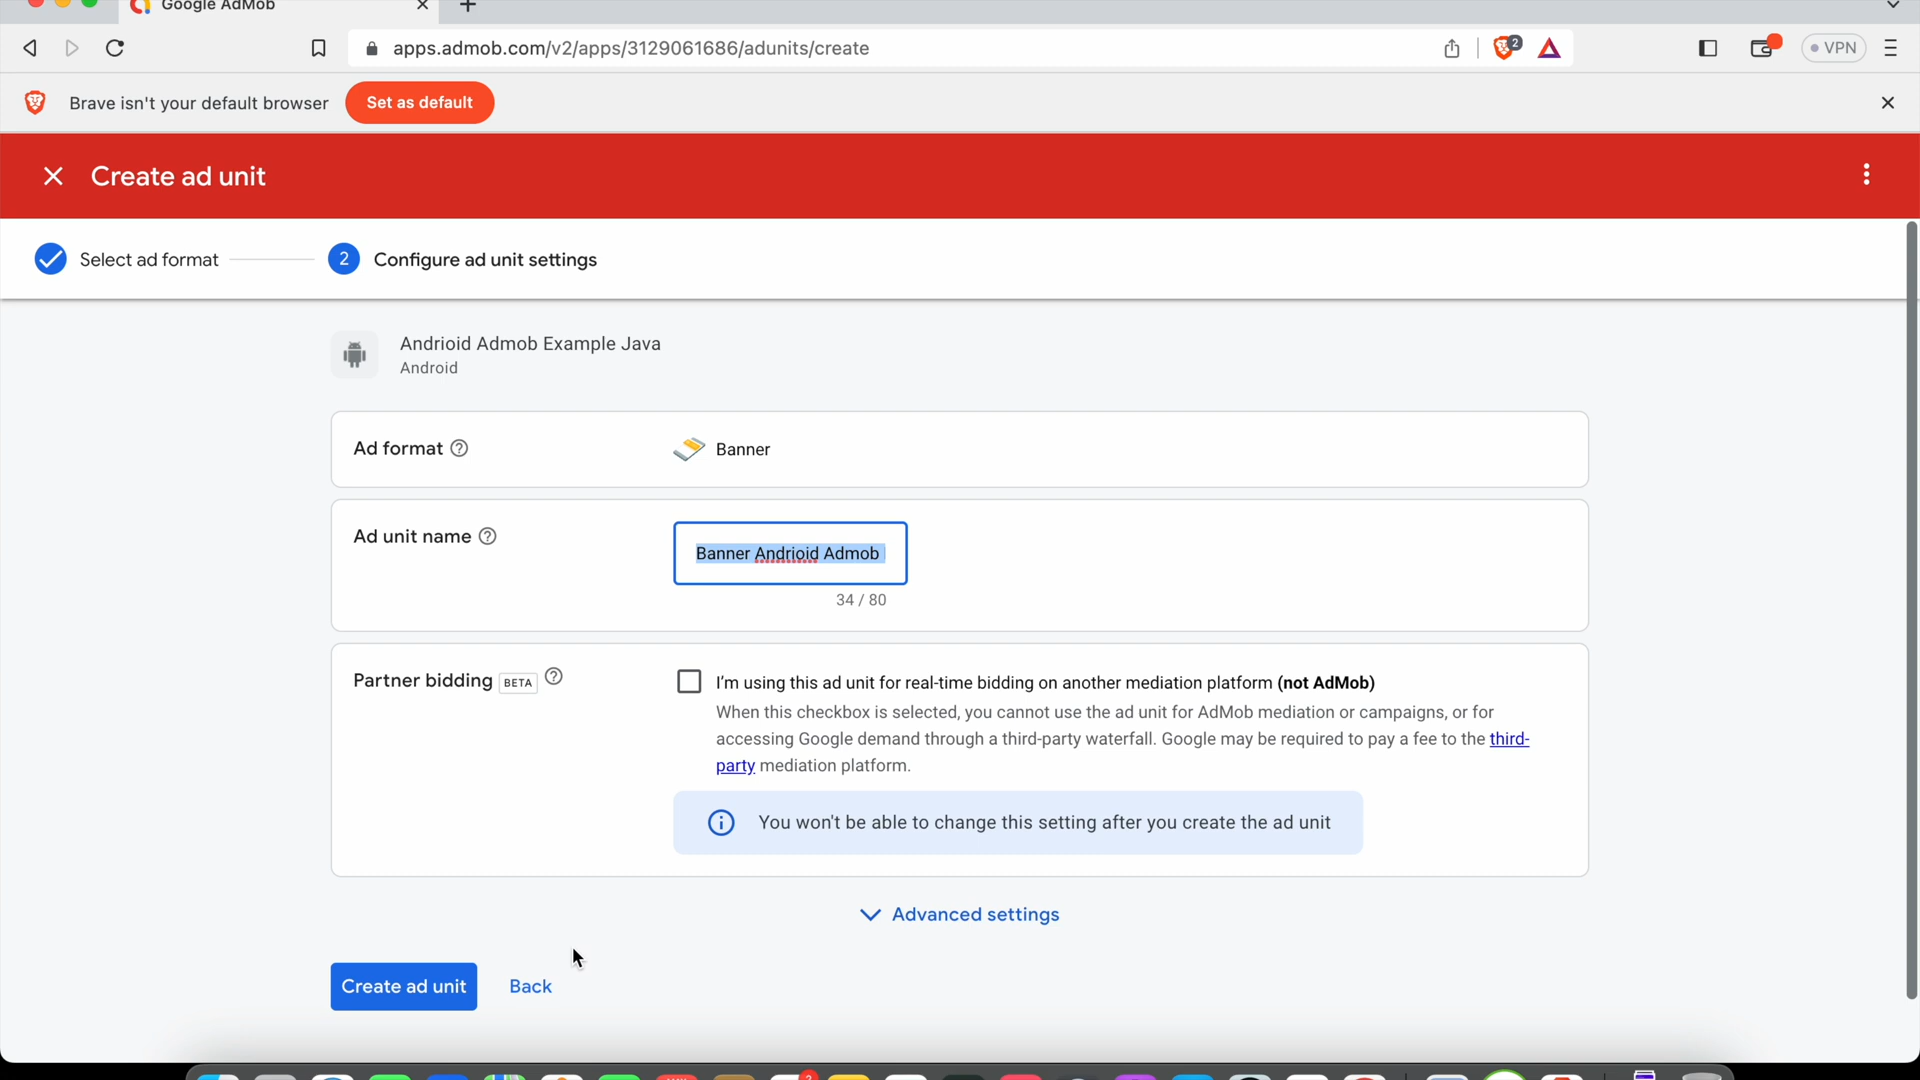 Google AdMob
apps.admob.com/v2/apps/3129061686/adunits/create
2
VPN
Brave isn't your default browser
Set as default
Create ad unit
Select ad format
2
Configure ad unit settings
Andrioid Admob Example Java
Android
Ad format
Banner
Ad unit name
Banner Andrioid Admob
34 / 80
Partner bidding BETA
I'm using this ad unit for real-time bidding on another mediation platform (not AdMob)
When this checkbox is selected, you cannot use the ad unit for AdMob mediation or campaigns, or for
accessing Google demand through a third-party waterfall. Google may be required to pay a fee to the third-
party mediation platform.
You won't be able to change this setting after you create the ad unit
Advanced settings
Create ad unit
Back
2